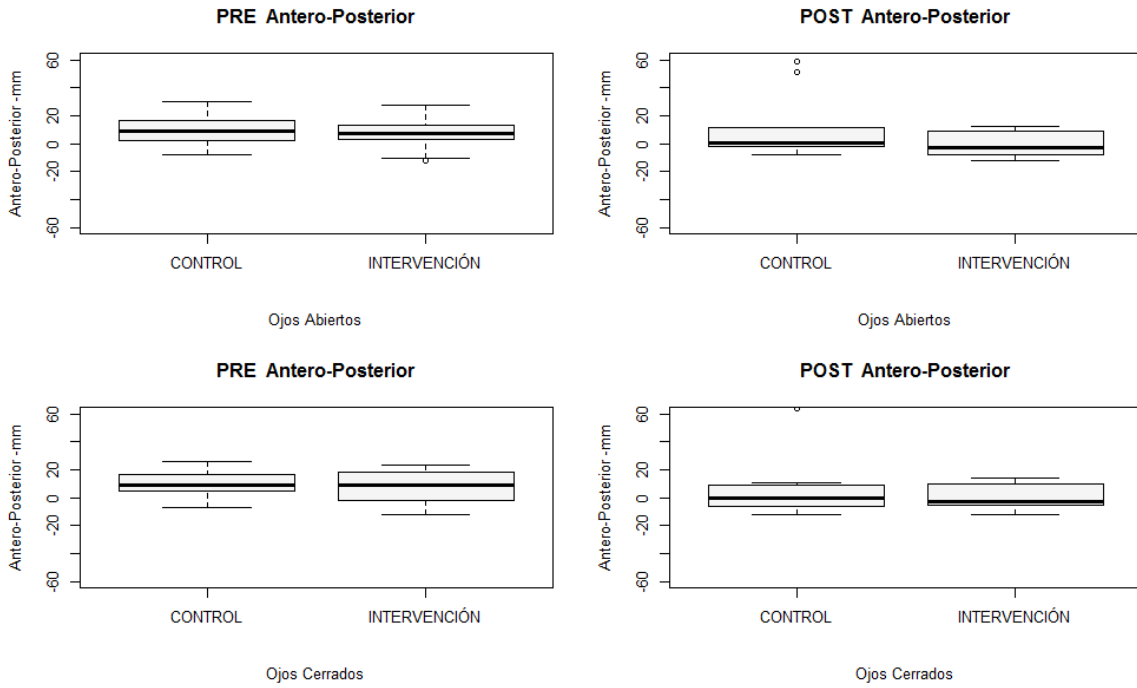 PRE Antero-Posterior
Antero-Posterior -mm
60
20
0
-20
-60
CONTROL
INTERVENCIÓN
Ojos Abiertos
POST Antero-Posterior
Antero-Posterior -mm
60
20
0
-20
-60
CONTROL
INTERVENCIÓN
Ojos Abiertos
PRE Antero-Posterior
Antero-Posterior -mm
60
20
0
-20
-60
CONTROL
INTERVENCIÓN
Ojos Cerrados
POST Antero-Posterior
Antero-Posterior -mm
60
20
0
-20
-60
CONTROL
INTERVENCIÓN
Ojos Cerrados